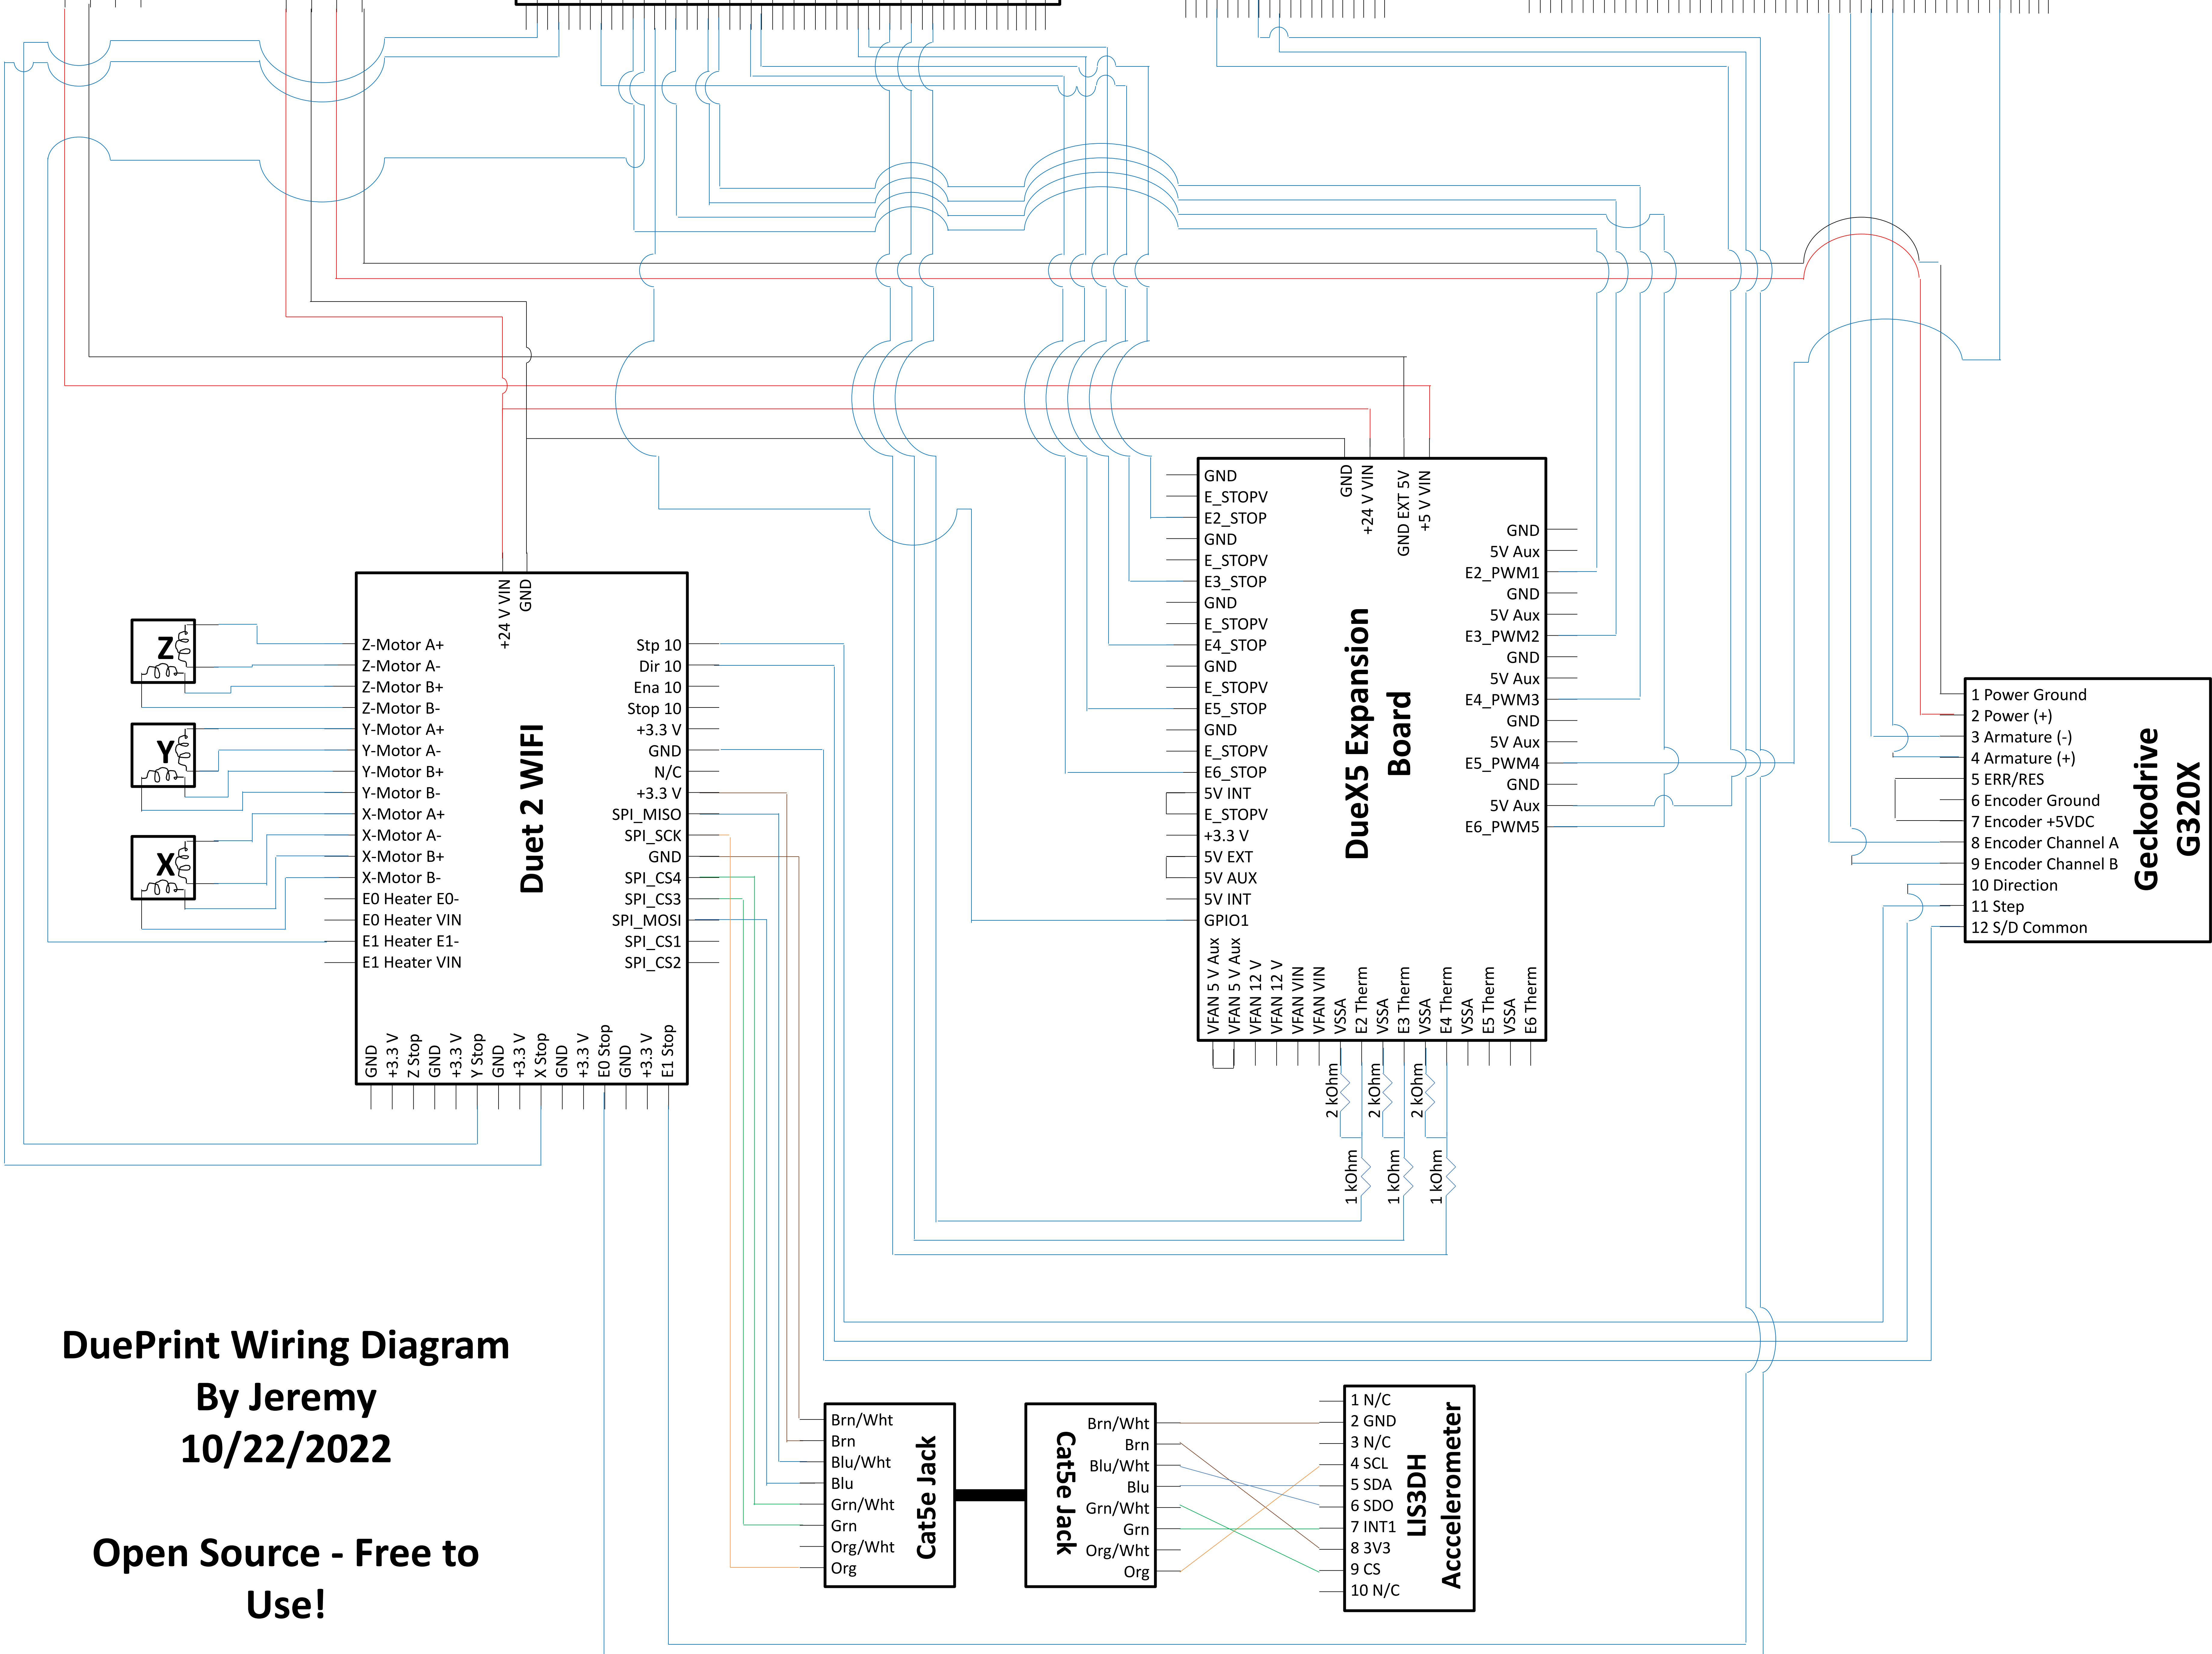 Z
Y
X
+24 V VIN
GND
Z-Motor A+
Z-Motor A-
Z-Motor B+
Z-Motor B-
Y-Motor A+
Y-Motor A-
Y-Motor B+
Y-Motor B-
X-Motor A+
X-Motor A-
X-Motor B+
X-Motor B-
E0 Heater E0-
E0 Heater VIN
E1 Heater E1-
E1 Heater VIN
Duet 2 WIFI
Stp 10
Dir 10
Ena 10
Stop 10
+3.3 V
GND
N/C
+3.3 V
SPI_MISO
SPI_SCK
GND
SPI_CS4
SPI_CS3
SPI_MOSI
SPI_CS1
SPI_CS2
GND
+3.3 V
Z Stop
GND
+3.3 V
Y Stop
GND
+3.3 V
X Stop
GND
+3.3 V
E0 Stop
GND
+3.3 V
E1 Stop
GND
+24 V VIN
GND EXT 5V
+5 V VIN
GND
E_STOPV
E2_STOP
GND
E_STOPV
E3_STOP
GND
E_STOPV
E4_STOP
GND
E_STOPV
E5_STOP
GND
E_STOPV
E6_STOP
5V INT
E_STOPV
+3.3 V
5V EXT
5V AUX
5V INT
GPIO1
DueX5 Expansion
Board
GND
5V Aux
E2_PWM1
GND
5V Aux
E3_PWM2
GND
5V Aux
E4_PWM3
GND
5V Aux
E5_PWM4
GND
5V Aux
E6_PWM5
VFAN 5 V Aux
VFAN 5 V Aux
VFAN 12 V
VFAN 12 V
VFAN VIN
VFAN VIN
VSSA
E2 Therm
VSSA
E3 Therm
VSSA
E4 Therm
VSSA
E5 Therm
VSSA
E6 Therm
2 kOhm
2 kOhm
2 kOhm
1 kOhm
1 kOhm
1 kOhm
1 Power Ground
2 Power (+)
3 Armature (-)
4 Armature (+)
5 ERR/RES
6 Encoder Ground
7 Encoder +5VDC
8 Encoder Channel A
9 Encoder Channel B
10 Direction
11 Step
12 S/D Common
Geckodrive
G320X
DuePrint Wiring Diagram
By Jeremy
10/22/2022
Open Source - Free to
Use!
Brn/Wht
Brn
Blu/Wht
Blu
Grn/Wht
Grn
Org/Wht
Org
Cat5e Jack
Cat5e Jack
Brn/Wht
Brn
Blu/Wht
Blu
Grn/Wht
Grn
Org/Wht
Org
1 N/C
2 GND
3 N/C
4 SCL
5 SDA
6 SDO
7 INT1
8 3V3
9 CS
10 N/C
LIS3DH
Acccelerometer